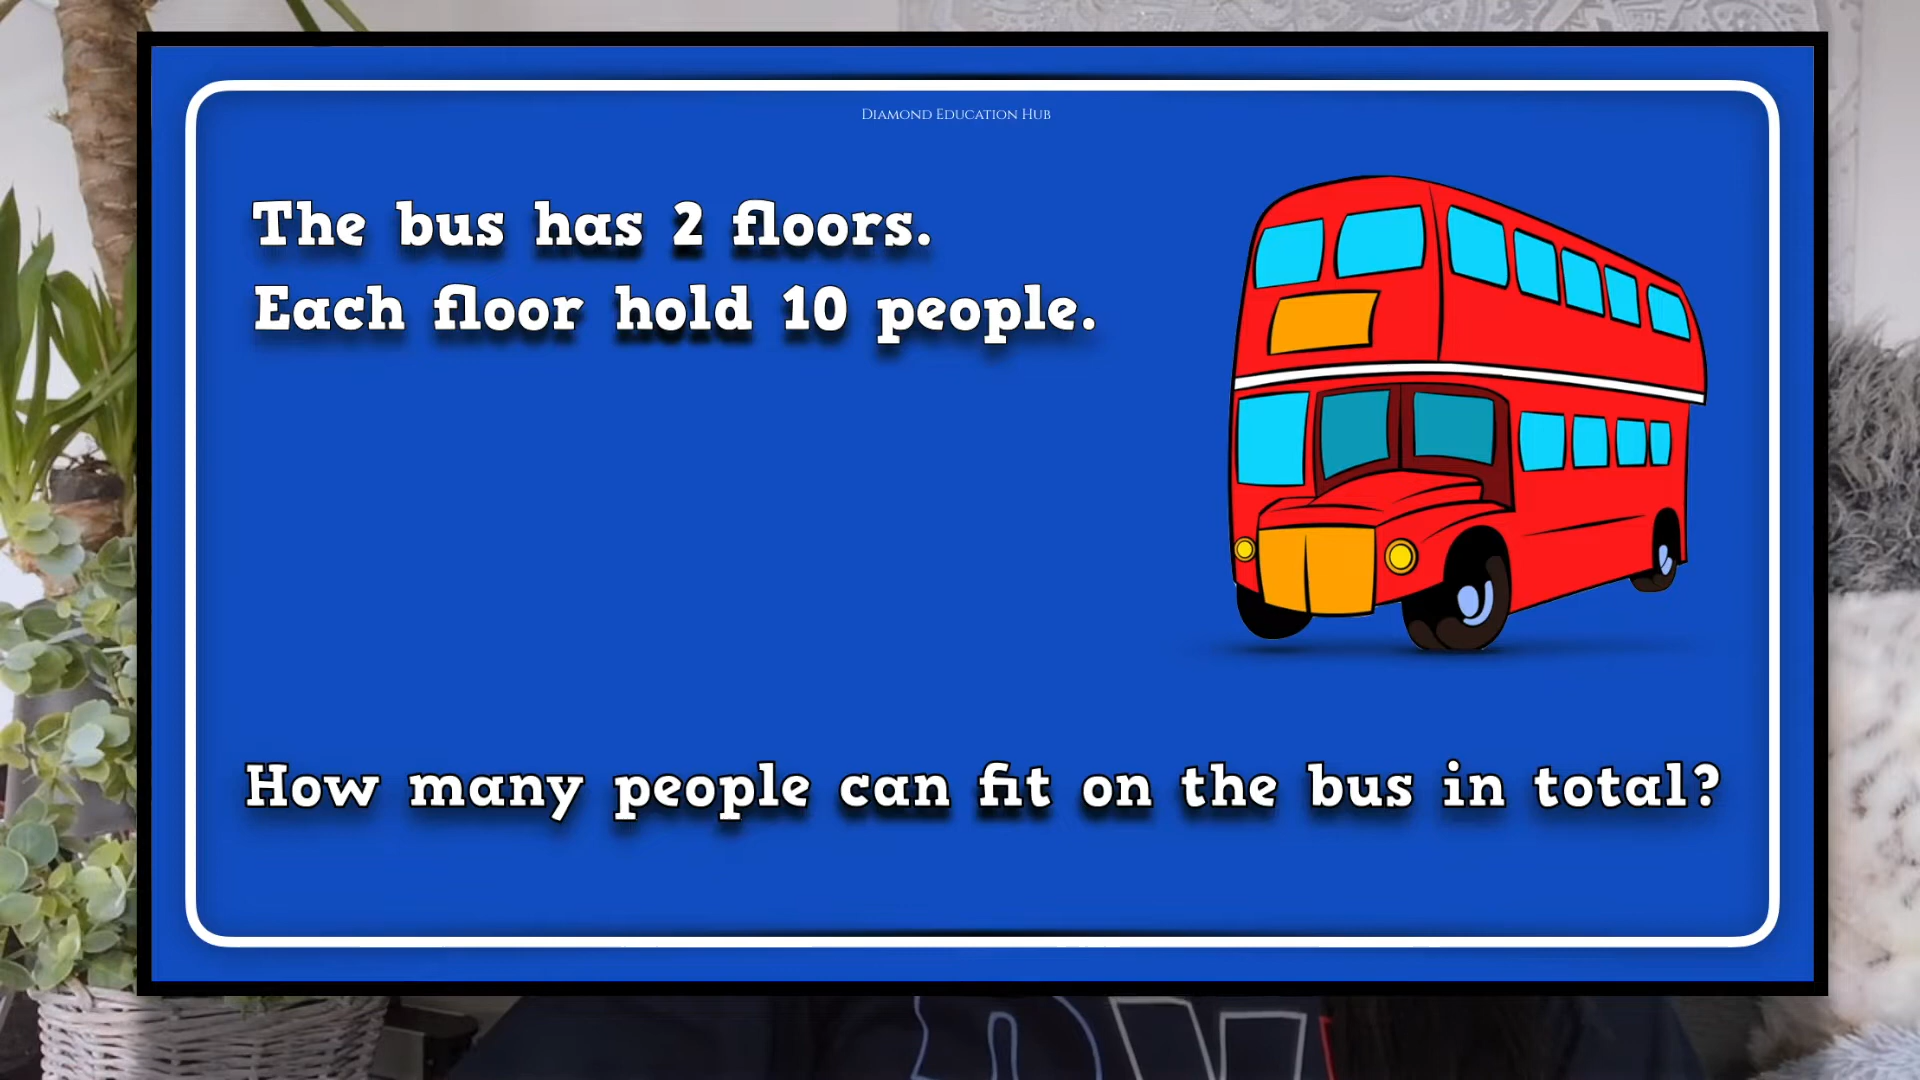 Diamond Education Hub
The bus has 2 floors.
Each floor hold 10 people.
How many people can fit on the bus in total?